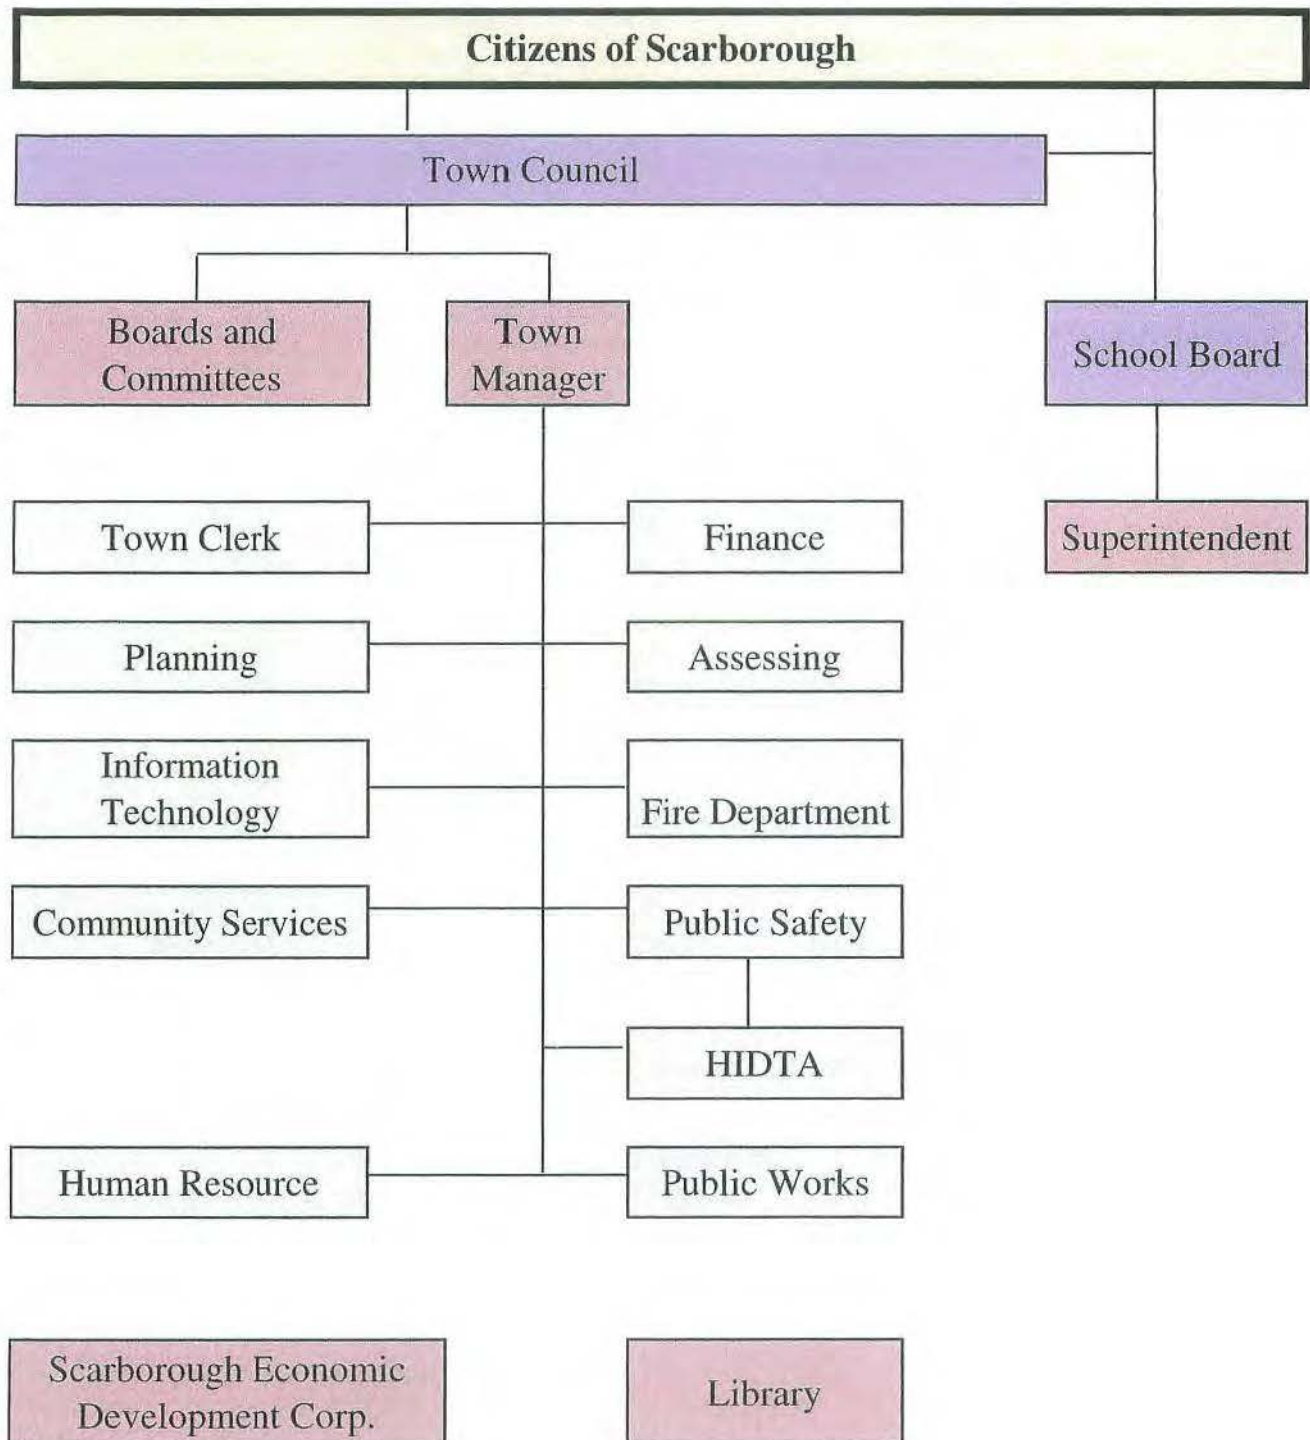 Citizens of Scarborough
Town Council
Boards and
Committees
Town
Manager
School Board
Town Clerk
Finance
Superintendent
Planning
Assessing
Information
Technology
Fire Department
Community Services
Public Safety
HIDTA
Human Resource
Public Works
Scarborough Economic
Development Corp.
Library